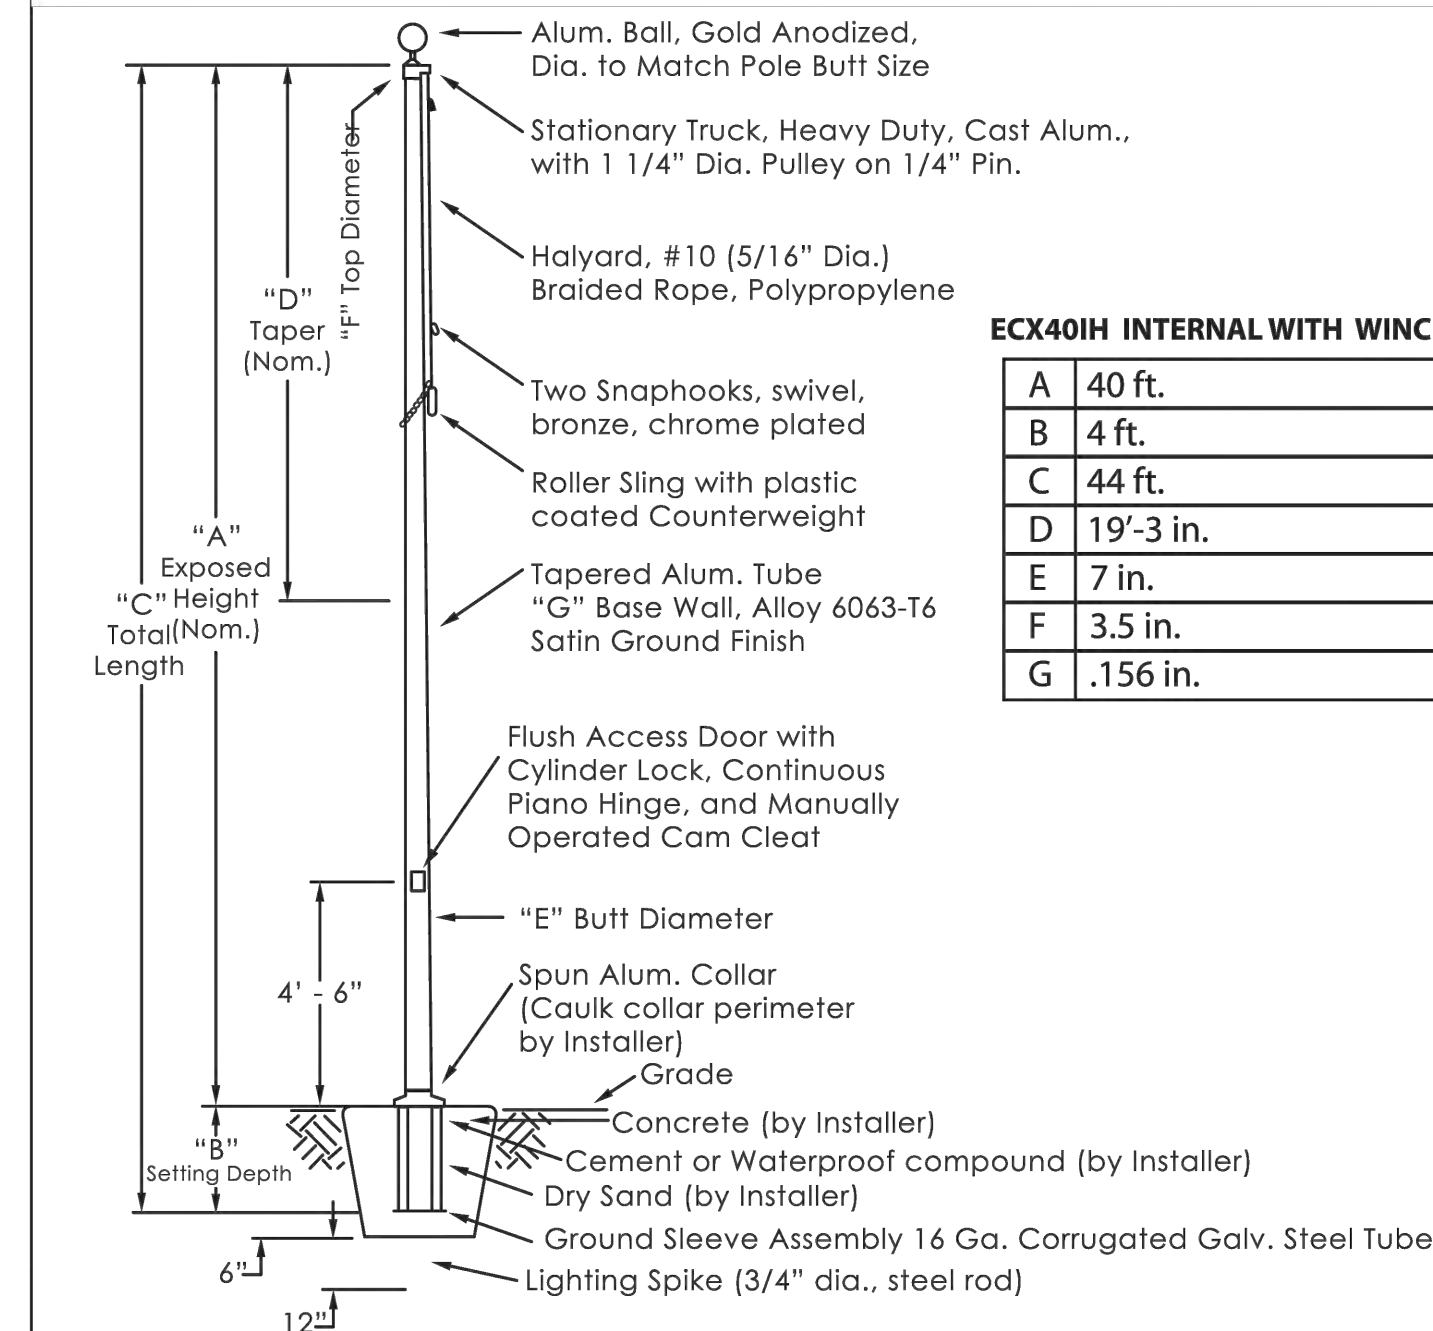 Alum. Ball, Gold Anodized,
Dia. to Match Pole Butt Size
Stationary Truck, Heavy Duty, Cast Alum.,
with 1 1/4” Dia. Pulley on 1/4” Pin.
“F” Top Diameter
Halyard, #10 (5/16” Dia.)
Braided Rope, Polypropylene
“D”
Taper
(Nom.)
Two Snaphooks, swivel,
bronze, chrome plated
Roller Sling with plastic
coated Counterweight
“A”
Exposed
Height
(Nom.)
“C”
Total
Length
Tapered Alum. Tube
“G” Base Wall, Alloy 6063-T6
Satin Ground Finish
ECX40IH INTERNAL WITH WINC
A 40 ft.
B 4 ft.
C 44 ft.
D 19’-3 in.
E 7 in.
F 3.5 in.
G .156 in.
Flush Access Door with
Cylinder Lock, Continuous
Piano Hinge, and Manually
Operated Cam Cleat
“E” Butt Diameter
4’ - 6”
Spun Alum. Collar
(Caulk collar perimeter
by Installer)
Grade
Concrete (by Installer)
“B”
Setting Depth
Cement or Waterproof compound (by Installer)
Dry Sand (by Installer)
Ground Sleeve Assembly 16 Ga. Corrugated Galv. Steel Tube
6”
Lighting Spike (3/4” dia., steel rod)
12”